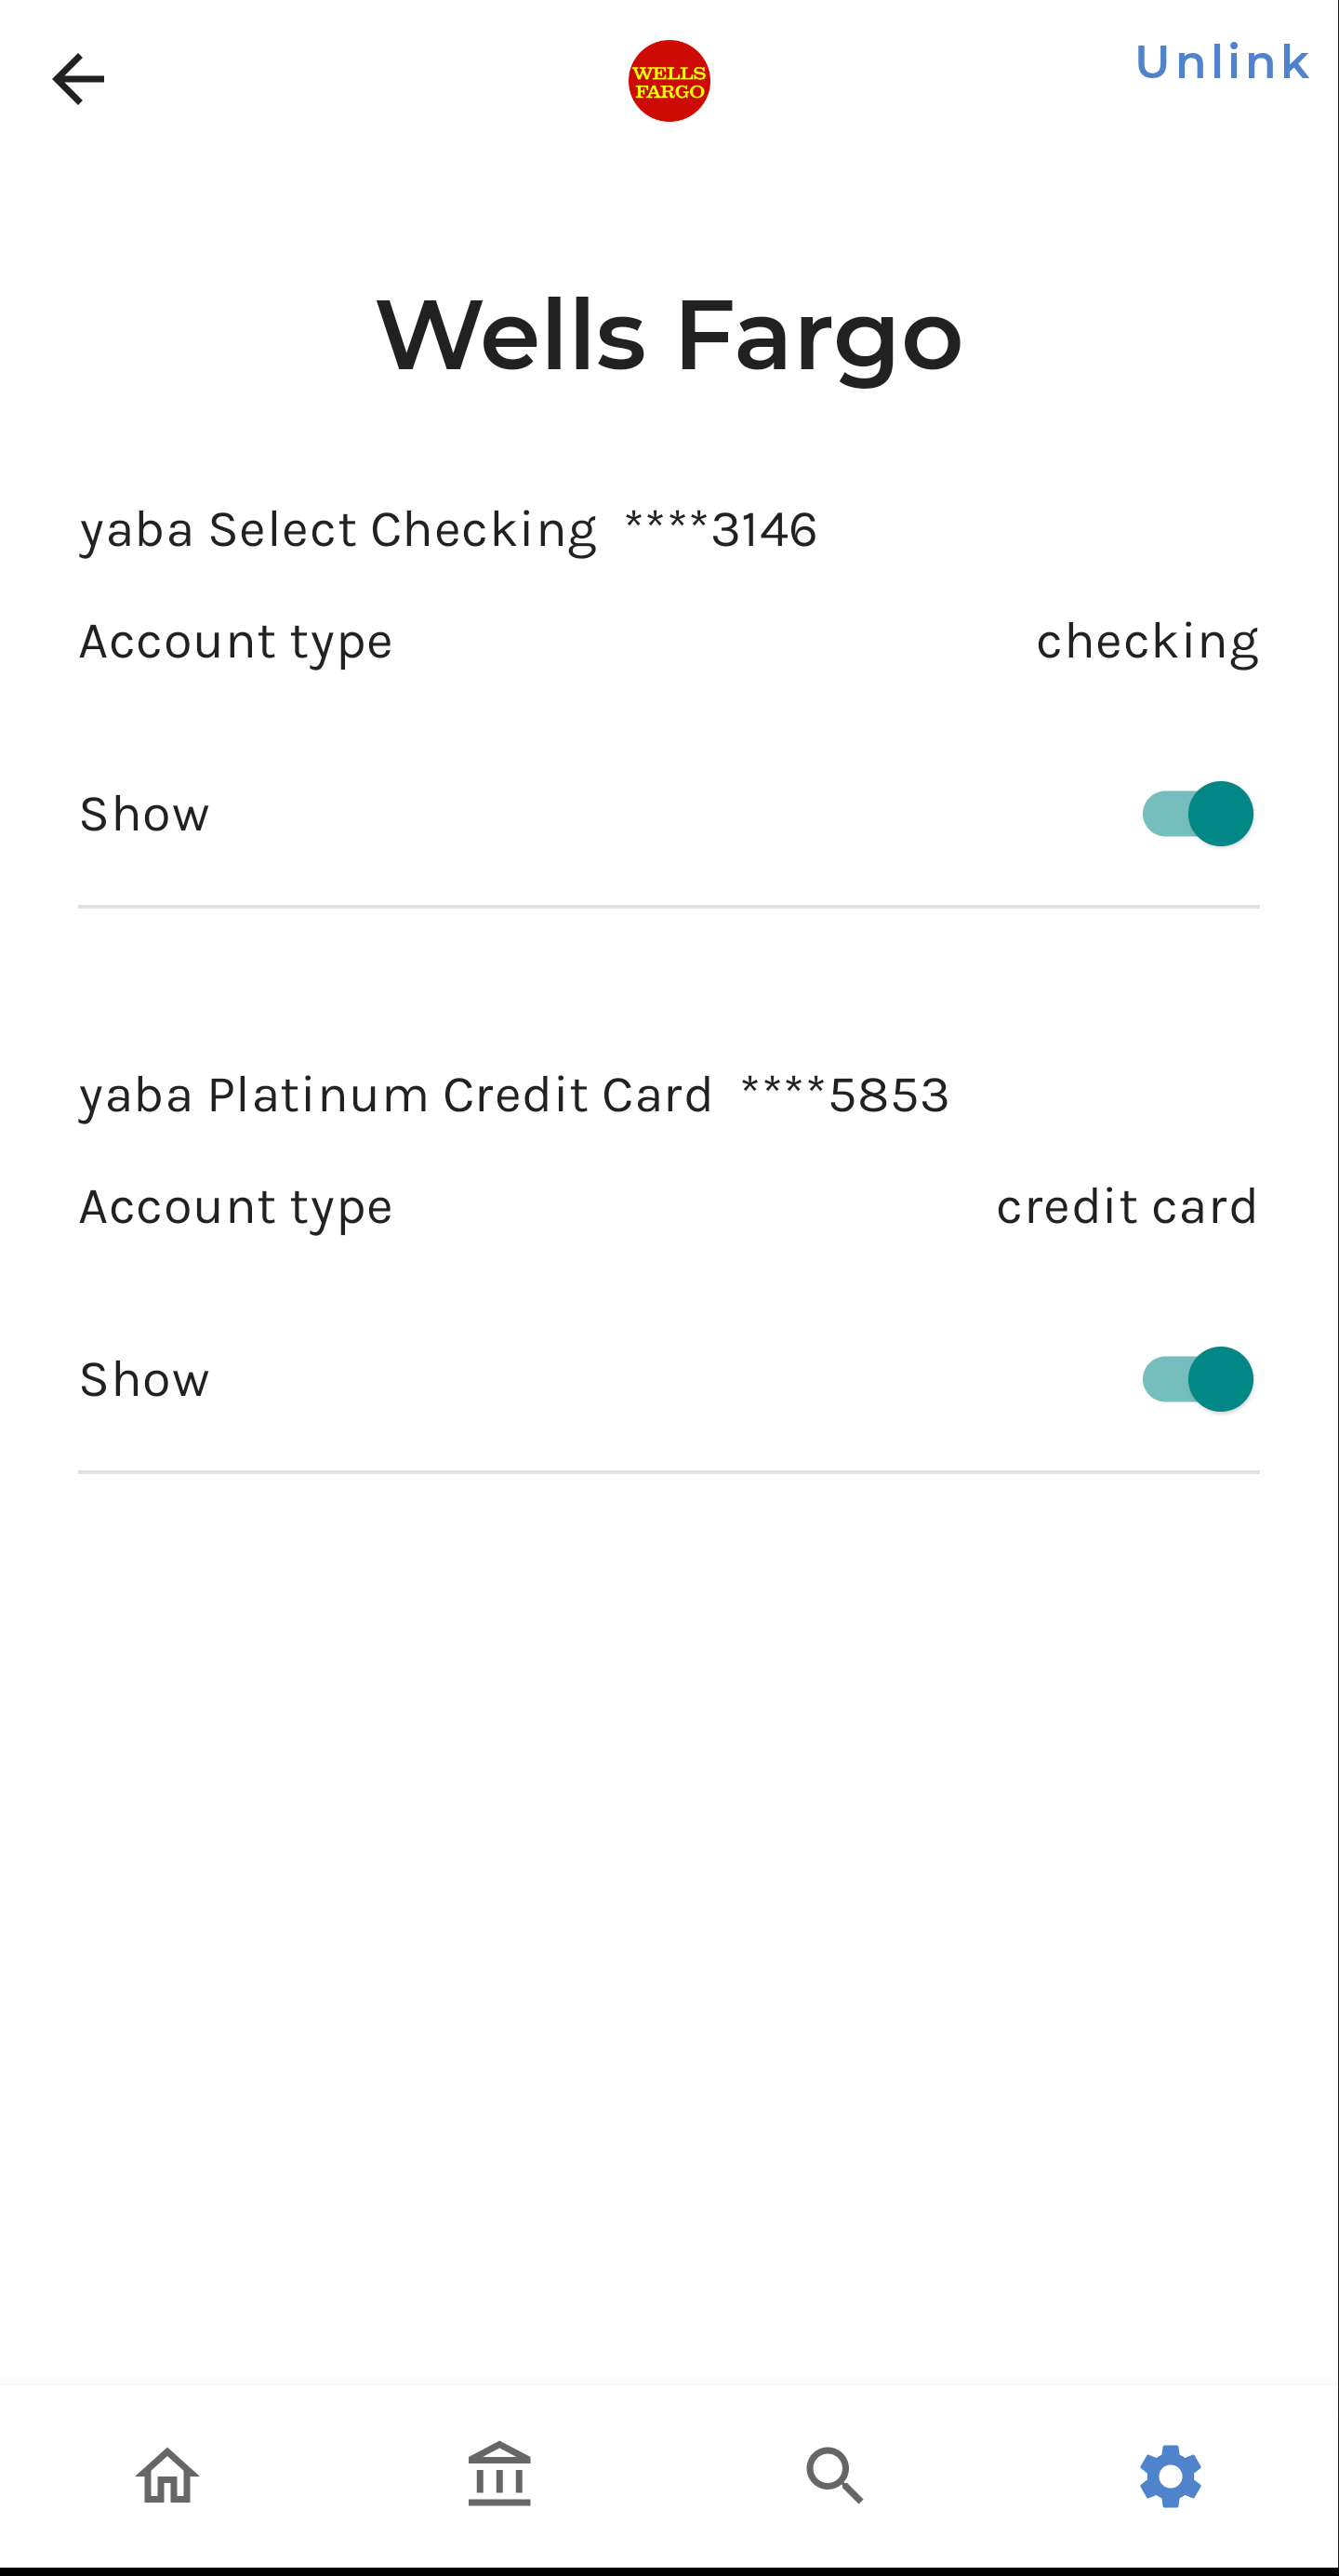 Unlink
WELLS
FARGO
Wells Fargo
yaba Select Checking ****3146
Account type checking
Show
yaba Platinum Credit Card ****5853
Account type credit card
Show